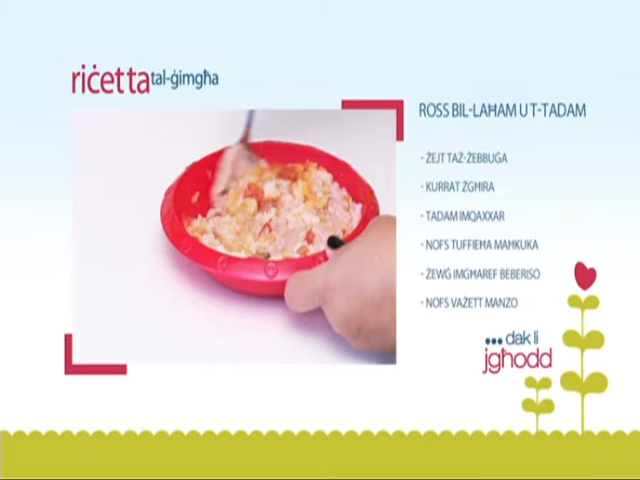 riċetta tal-ġimgħa
ROSS BIL-LAĦAM U T-TADAM
- ŻEJT TAŻ-ŻEBBUĠA
- KURRAT ŻGĦIRA
- TADAM IMQAXXAR
- NOFS TUFFIEĦA MAĦKUKA
- ŻEWĠ IMGĦAREF BEBERISO
- NOFS VAŻETT MANZO
... dak li
jgħodd